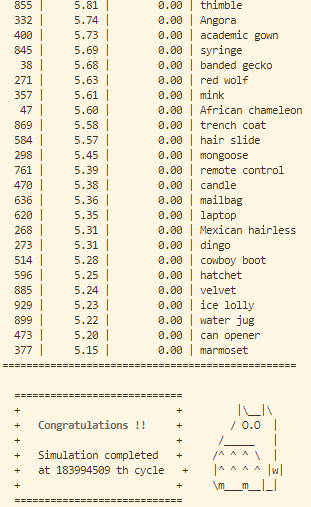 855 | 5.81 | 0.00 | thimble
332 | 5.74 | 0.00 | Angora
400 | 5.73 | 0.00 | academic gown
845 | 5.69 | 0.00 | syringe
38 | 5.68 | 0.00 | banded gecko
271 | 5.63 | 0.00 | red wolf
357 | 5.61 | 0.00 | mink
47 | 5.60 | 0.00 | African chameleon
869 | 5.58 | 0.00 | trench coat
584 | 5.57 | 0.00 | hair slide
298 | 5.45 | 0.00 | mongoose
761 | 5.39 | 0.00 | remote control
470 | 5.38 | 0.00 | candle
636 | 5.36 | 0.00 | mailbag
620 | 5.35 | 0.00 | laptop
268 | 5.31 | 0.00 | Mexican hairless
273 | 5.31 | 0.00 | dingo
514 | 5.28 | 0.00 | cowboy boot
596 | 5.25 | 0.00 | hatchet
885 | 5.24 | 0.00 | velvet
929 | 5.23 | 0.00 | ice lolly
899 | 5.22 | 0.00 | water jug
473 | 5.20 | 0.00 | can opener
377 | 5.15 | 0.00 | marmoset
================================================
============================
+ + |\__|\
+ Congratulations !! + / O.O |
+ + /_____ |
+ Simulation completed + /^ ^ ^ \ |
+ at 183994509 th cycle + |^ ^ ^ ^ |w|
+ + \m___m__|_|
============================